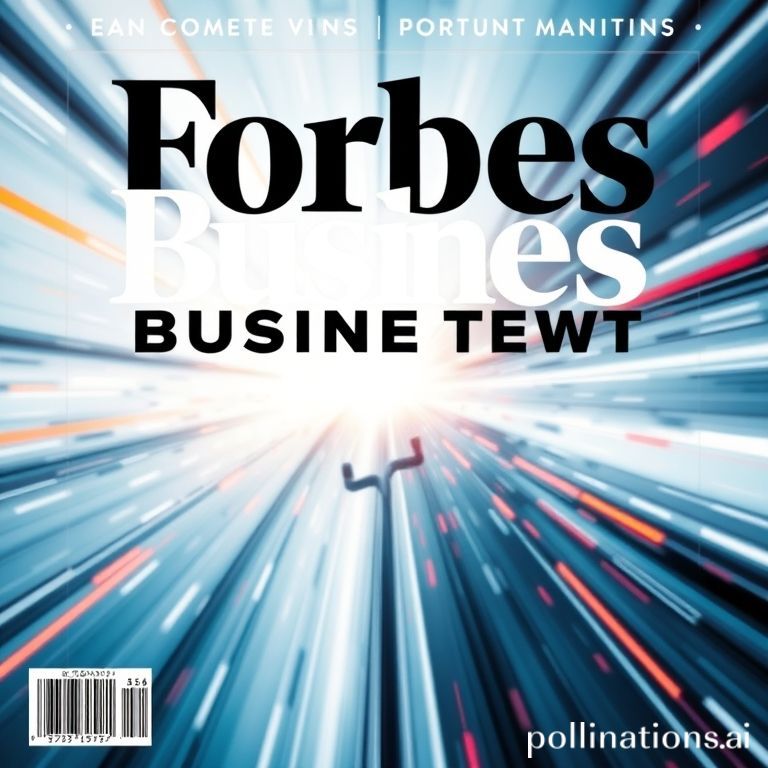 • EAN COMETE VINS | PORTUNT MANITINS •
Forbes
Busines
BUSINE TEWT
356
pollinations.ai